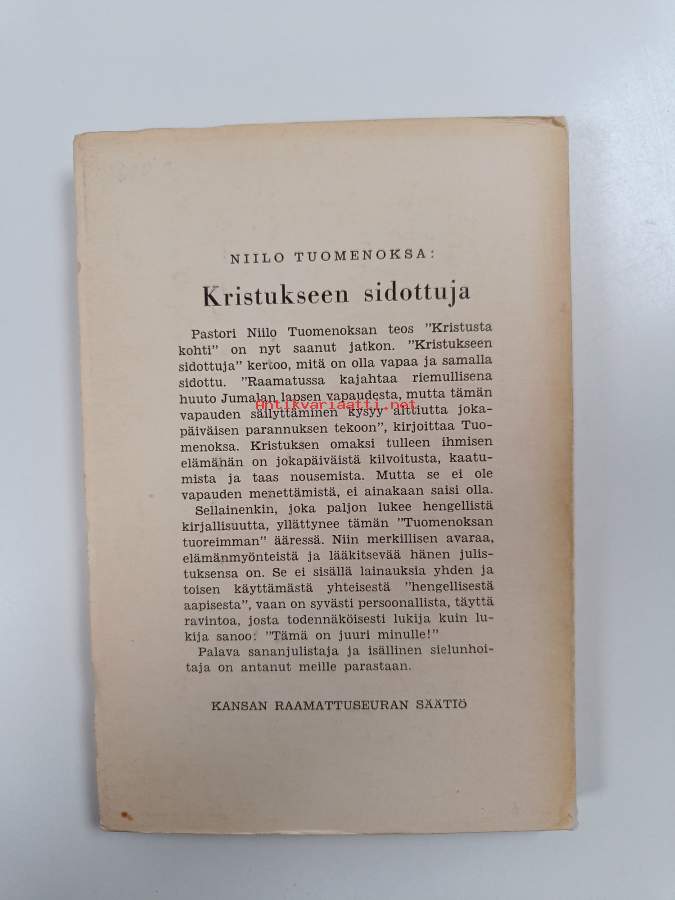 NIILO TUOMENOKSA:
Kristukseen sidottuja
Pastori Niilo Tuomenoksan teos "Kristusta
kohti" on nyt saanut jatkon. "Kristukseen
sidottuja" kertoo, mitä on olla vapaa ja samalla
sidottu. "Raamatussa kajahtaa riemullisena
huuto Jumalan lapsen vapaudesta, mutta tämän
Antikvariaatti.net
vapauden säilyttäminen kysyy alttiutta joka-
päiväisen parannuksen tekoon", kirjoittaa Tuo-
menoksa. Kristuksen omaksi tulleen ihmisen
elämähän on jokapäiväistä kilvoitusta, kaatu-
mista ja taas nousemista. Mutta se ei ole
vapauden menettämistä, ei ainakaan saisi olla.
Sellainenkin, joka paljon lukee hengellistä
kirjallisuutta, yllättynee tämän "Tuomenoksan
tuoreimman" ääressä. Niin merkillisen avaraa,
elämänmyönteistä ja lääkitsevää hänen julis-
tuksensa on. Se ei sisällä lainauksia yhden ja
toisen käyttämästä yhteisestä "hengellisestä
aapisesta", vaan on syvästi persoonallista, täyttä
ravintoa, josta todennäköisesti lukija kuin lu-
kija sanoo: "Tämä on juuri minulle!"
Palava sananjulistaja ja isällinen sielunhoi-
taja on antanut meille parastaan.
KANSAN RAAMATTUSEURAN SÄÄTIÖ